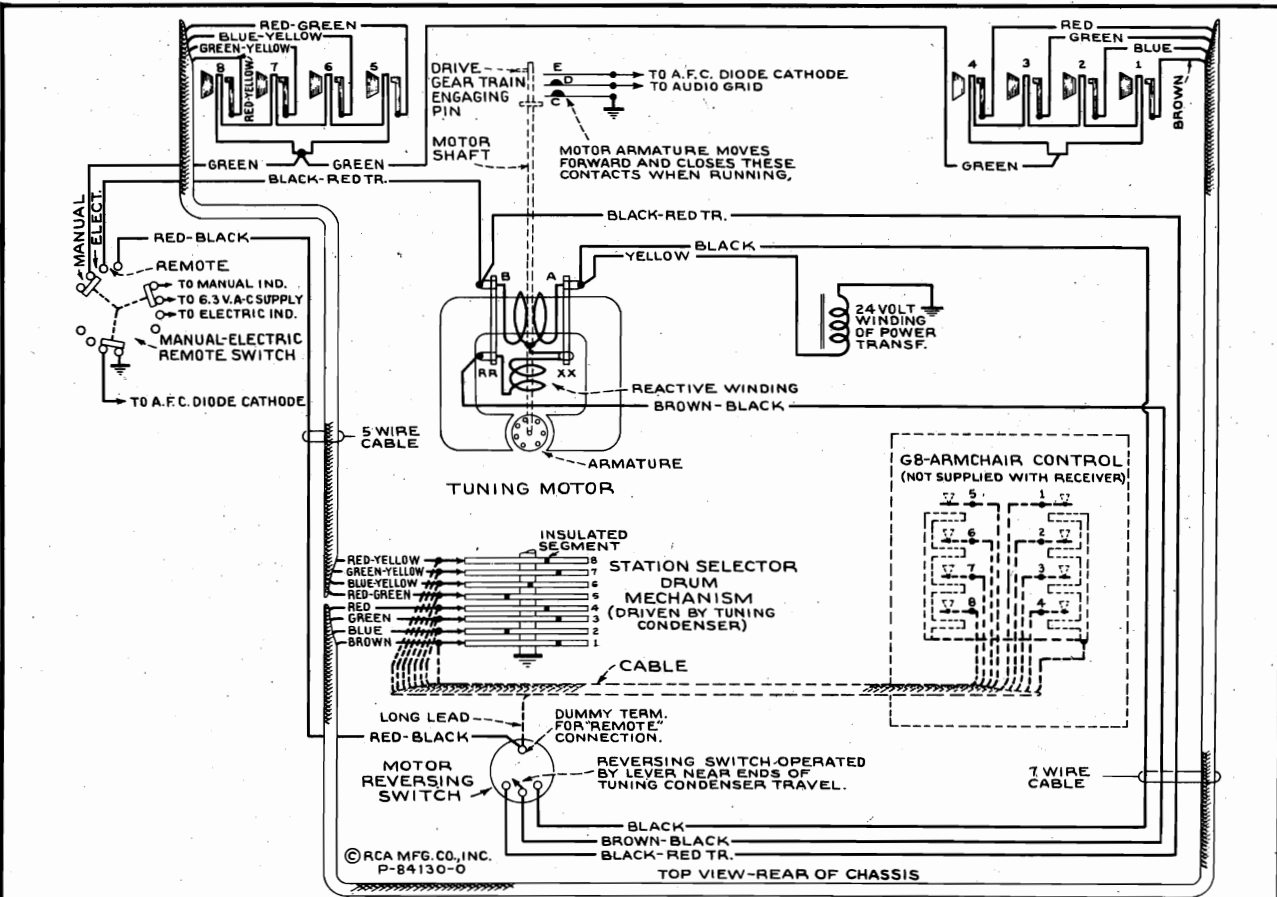 RED-GREEN
BLUE-YELLOW
GREEN-YELLOW
8 RED-YELLOW 7 6 5
DRIVE
GEAR TRAIN
ENGAGING
PIN
E
D
C
TO A.F.C. DIODE CATHODE
TO AUDIO GRID
MOTOR
SHAFT
MOTOR ARMATURE MOVES
FORWARD AND CLOSES THESE
CONTACTS WHEN RUNNING,
RED
GREEN
BLUE
4 3 2 1
BROWN
GREEN
GREEN GREEN
BLACK-RED TR.
MANUAL
ELECT.
RED-BLACK
REMOTE
TO MANUAL IND.
TO 6.3 V. A-C SUPPLY
TO ELECTRIC IND.
MANUAL-ELECTRIC
REMOTE SWITCH
TO A.F.C. DIODE CATHODE
BLACK-RED TR.
BLACK
YELLOW
B A
24 VOLT
WINDING
OF POWER
TRANSF.
RR XX
REACTIVE WINDING
BROWN-BLACK
ARMATURE
TUNING MOTOR
5 WIRE
CABLE
G8-ARMCHAIR CONTROL
(NOT SUPPLIED WITH RECEIVER)
5 1
6 2
7 3
8 4
INSULATED
SEGMENT
RED-YELLOW 8
GREEN-YELLOW 7
BLUE-YELLOW 6
RED-GREEN 5
RED 4
GREEN 3
BLUE 2
BROWN 1
STATION SELECTOR
DRUM
MECHANISM
(DRIVEN BY TUNING
CONDENSER)
CABLE
LONG LEAD
RED-BLACK
DUMMY TERM.
FOR "REMOTE"
CONNECTION.
MOTOR
REVERSING
SWITCH
REVERSING SWITCH-OPERATED
BY LEVER NEAR ENDS OF
TUNING CONDENSER TRAVEL.
7 WIRE
CABLE
BLACK
BROWN-BLACK
BLACK-RED TR.
© RCA MFG. CO., INC.
P-84130-0
TOP VIEW-REAR OF CHASSIS